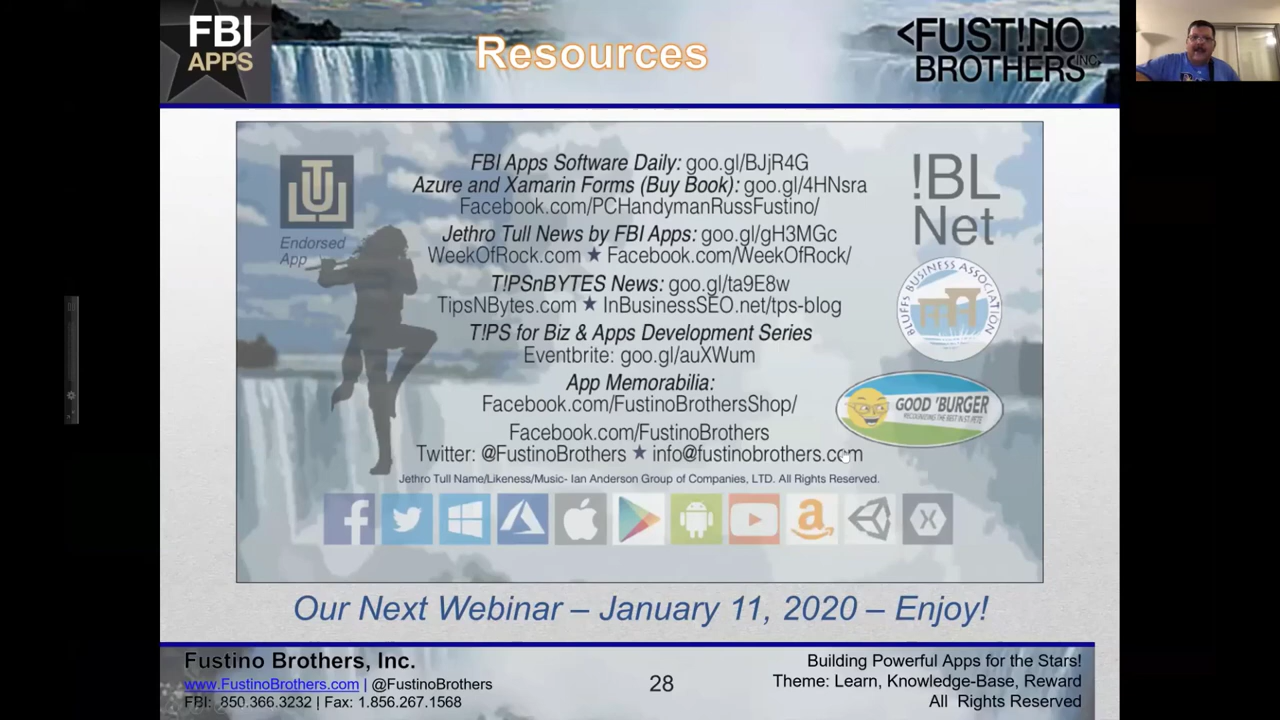 FBI
APPS
Resources
<FUST!NO
BROTHERS INC
Endorsed
App
FBI Apps Software Daily: goo.gl/BJjR4G
Azure and Xamarin Forms (Buy Book): goo.gl/4HNsra
Facebook.com/PCHandymanRussFustino/
Jethro Tull News by FBI Apps: goo.gl/gH3MGc
WeekOfRock.com ★ Facebook.com/WeekOfRock/
T!PSnBYTES News: goo.gl/ta9E8w
TipsNBytes.com ★ InBusinessSEO.net/tps-blog
T!PS for Biz & Apps Development Series
Eventbrite: goo.gl/auXWum
App Memorabilia:
Facebook.com/FustinoBrothersShop/
Facebook.com/FustinoBrothers
Twitter: @FustinoBrothers ★ info@fustinobrothers.com
Jethro Tull Name/Likeness/Music- Ian Anderson Group of Companies, LTD. All Rights Reserved.
!BL
Net
BLUFFS BUSINESS ASSOCIATION
GOOD 'BURGER
RECOGNIZING THE BEST IN ST. PETE
Our Next Webinar – January 11, 2020 – Enjoy!
Fustino Brothers, Inc.
www.FustinoBrothers.com | @FustinoBrothers
FBI: 850.366.3232 | Fax: 1.856.267.1568
28
Building Powerful Apps for the Stars!
Theme: Learn, Knowledge-Base, Reward
All Rights Reserved